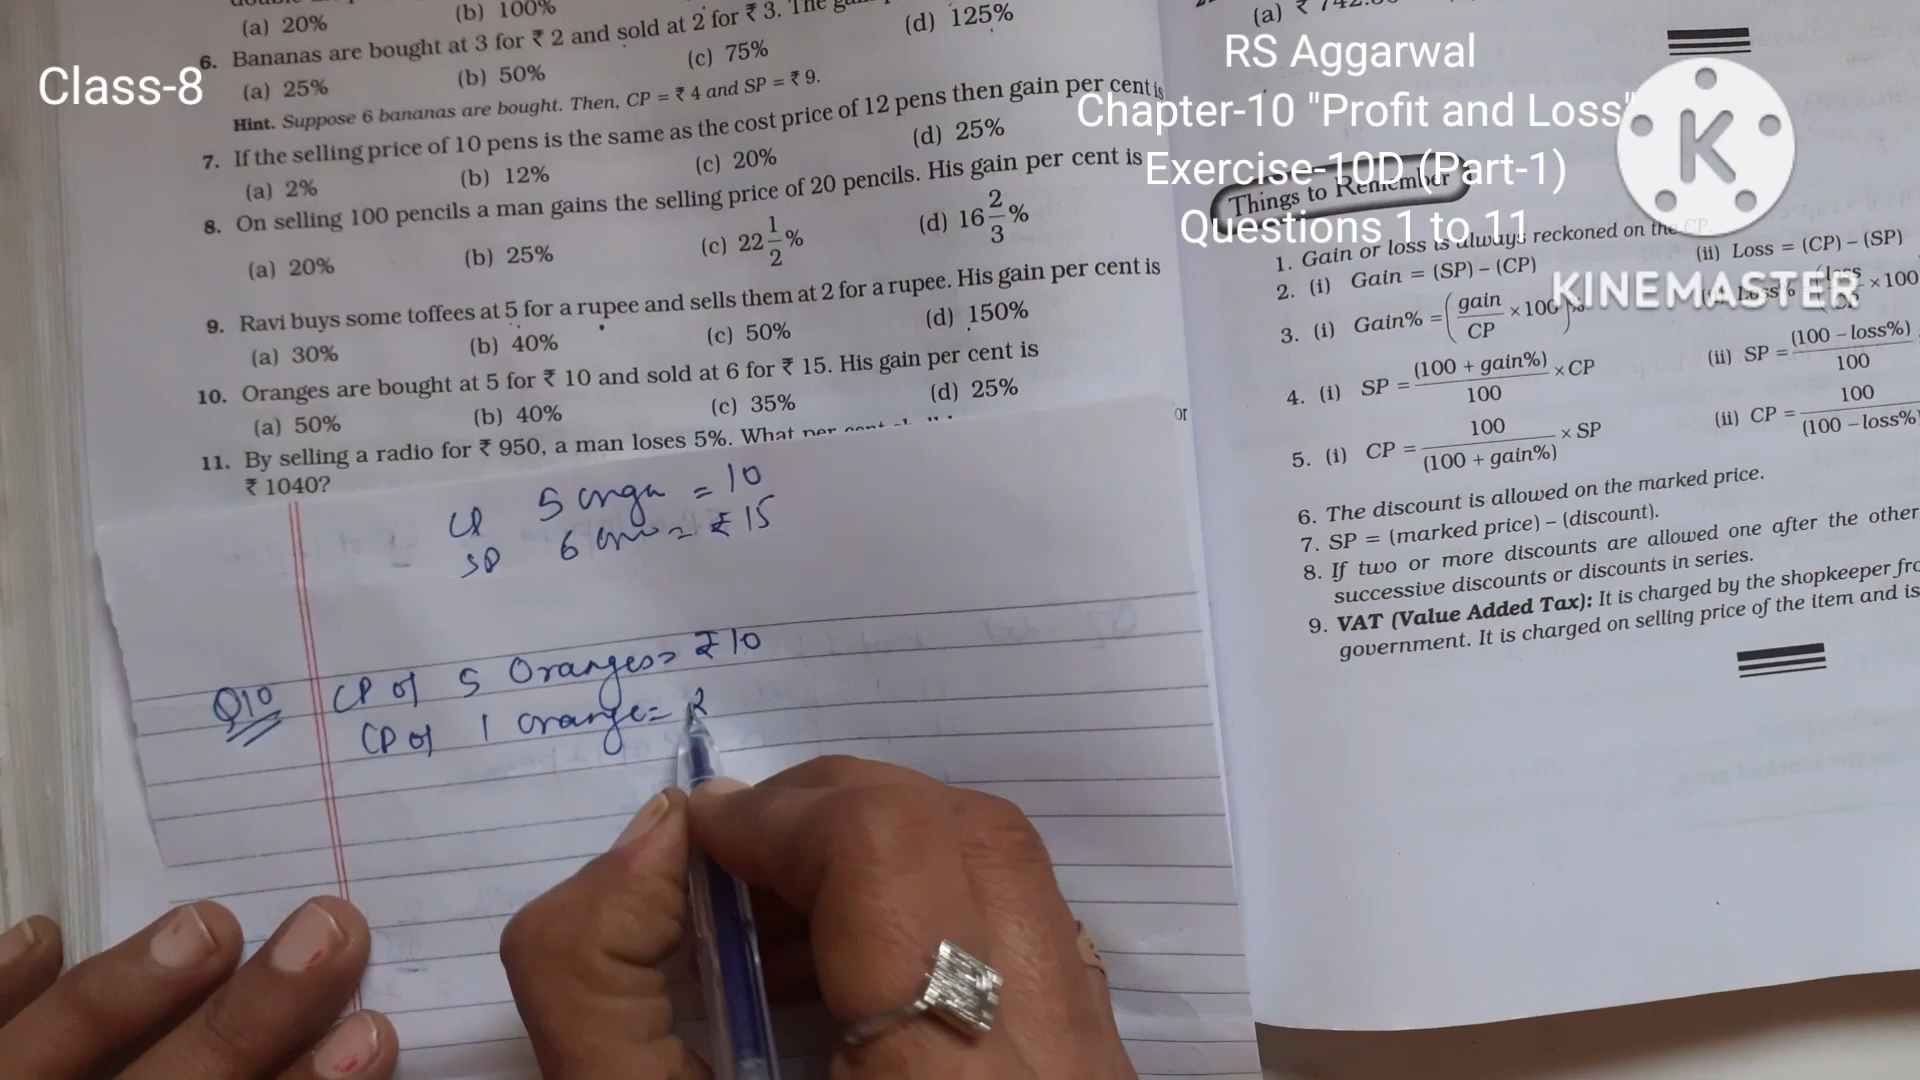 (a) 20%
(b) 100%
6. Bananas are bought at 3 for ₹ 2 and sold at 2 for ₹ 3. The
(a) 25%
(b) 50%
(c) 75%
(d) 125%
Hint. Suppose 6 bananas are bought. Then, CP = ₹ 4 and SP = ₹ 9.
7. If the selling price of 10 pens is the same as the cost price of 12 pens then gain per cent is
(a) 2%
(b) 12%
(c) 20%
(d) 25%
8. On selling 100 pencils a man gains the selling price of 20 pencils. His gain per cent is
(a) 20%
(b) 25%
(c) 22 1/2 %
(d) 16 2/3 %
9. Ravi buys some toffees at 5 for a rupee and sells them at 2 for a rupee. His gain per cent is
(a) 30%
(b) 40%
(c) 50%
(d) 150%
10. Oranges are bought at 5 for ₹ 10 and sold at 6 for ₹ 15. His gain per cent is
(a) 50%
(b) 40%
(c) 35%
(d) 25%
11. By selling a radio for ₹ 950, a man loses 5%. What per cent
₹ 1040?
or
CP 5 = 10
SP 6 = ₹ 15
Q10 CP of 5 Oranges = ₹ 10
CP of 1 orange = 2
Class-8
RS Aggarwal
Chapter-10 "Profit and Loss"
Exercise-10D (Part-1)
Questions 1 to 11
K
KINEMASTER
(a) ₹
Things to Remember
1. Gain or loss is always reckoned on the CP.
2. (i) Gain = (SP) – (CP)
(ii) Loss = (CP) – (SP)
3. (i) Gain% = (gain/CP × 100)%
Loss% (loss/CP × 100
4. (i) SP = (100 + gain%)/100 × CP
(ii) SP = (100 – loss%)/100
5. (i) CP = 100/(100 + gain%) × SP
(ii) CP = 100/(100 – loss%)
6. The discount is allowed on the marked price.
7. SP = (marked price) – (discount).
8. If two or more discounts are allowed one after the other
successive discounts or discounts in series.
9. VAT (Value Added Tax): It is charged by the shopkeeper
government. It is charged on selling price of the item and is